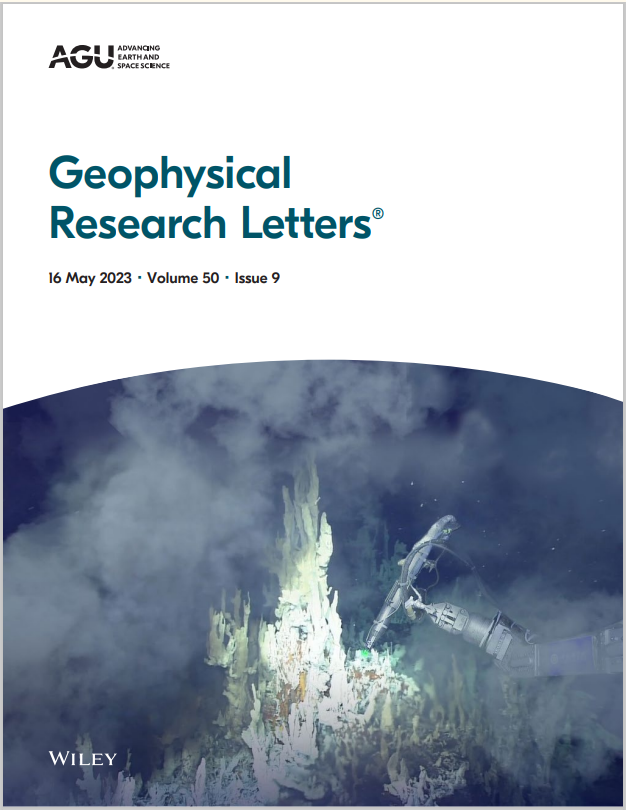 AGU ADVANCING
EARTH AND
SPACE SCIENCE
Geophysical
Research Letters®
16 May 2023 · Volume 50 · Issue 9
WILEY